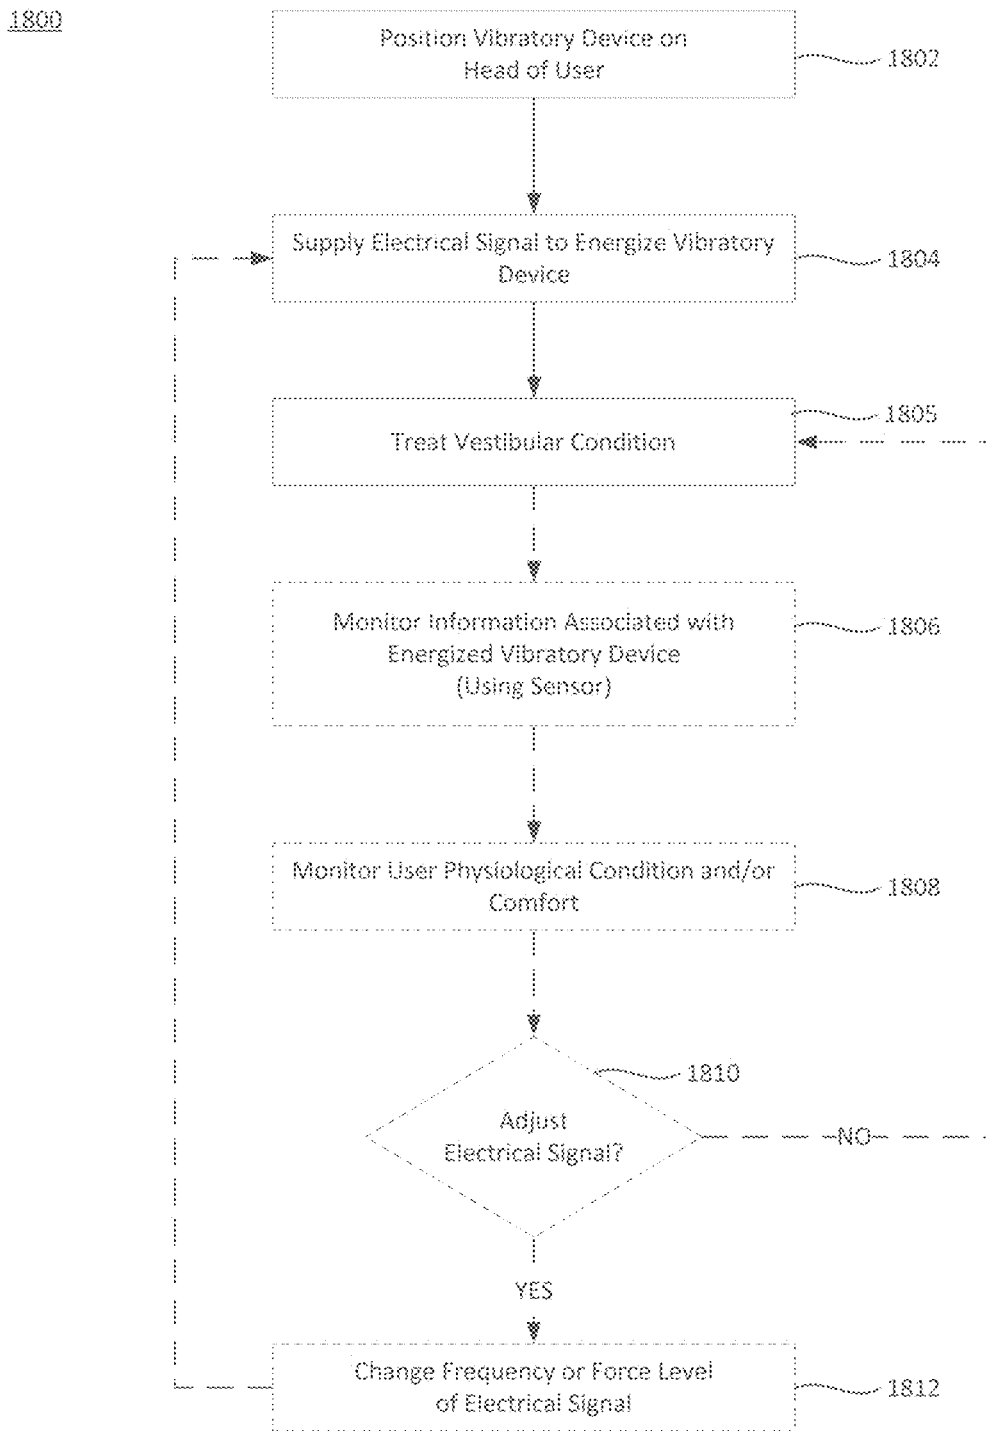 1800
Position Vibratory Device on
Head of User
1802
Supply Electrical Signal to Energize Vibratory
Device
1804
1805
Treat Vestibular Condition
Monitor Information Associated with
Energized Vibratory Device
(Using Sensor)
1806
Monitor User Physiological Condition and/or
Comfort
1808
1810
Adjust
Electrical Signal?
NO
YES
Change Frequency or Force Level
of Electrical Signal
1812